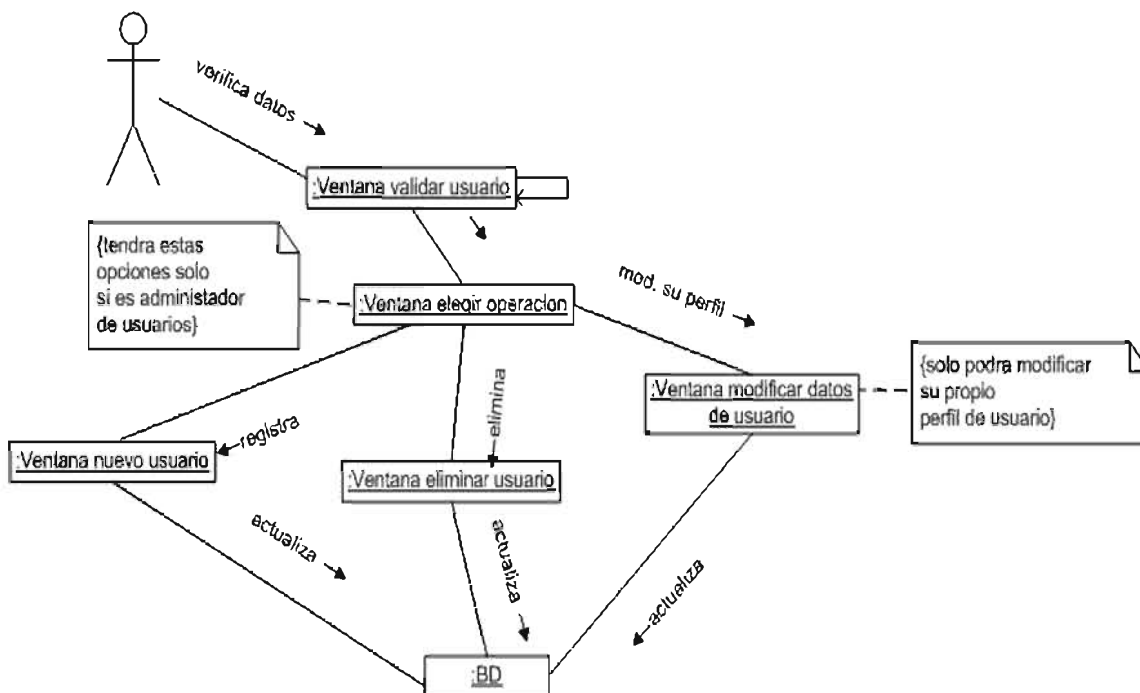 verifica datos
:Ventana validar usuario
{tendra estas
opciones solo
si es administador
de usuarios}
:Ventana elegir operacion
mod. su perfil
:Ventana modificar datos
de usuario
{solo podra modificar
su propio
perfil de usuario}
registra
elimina
:Ventana nuevo usuario
:Ventana eliminar usuario
actualiza
actualiza
actualiza
:BD